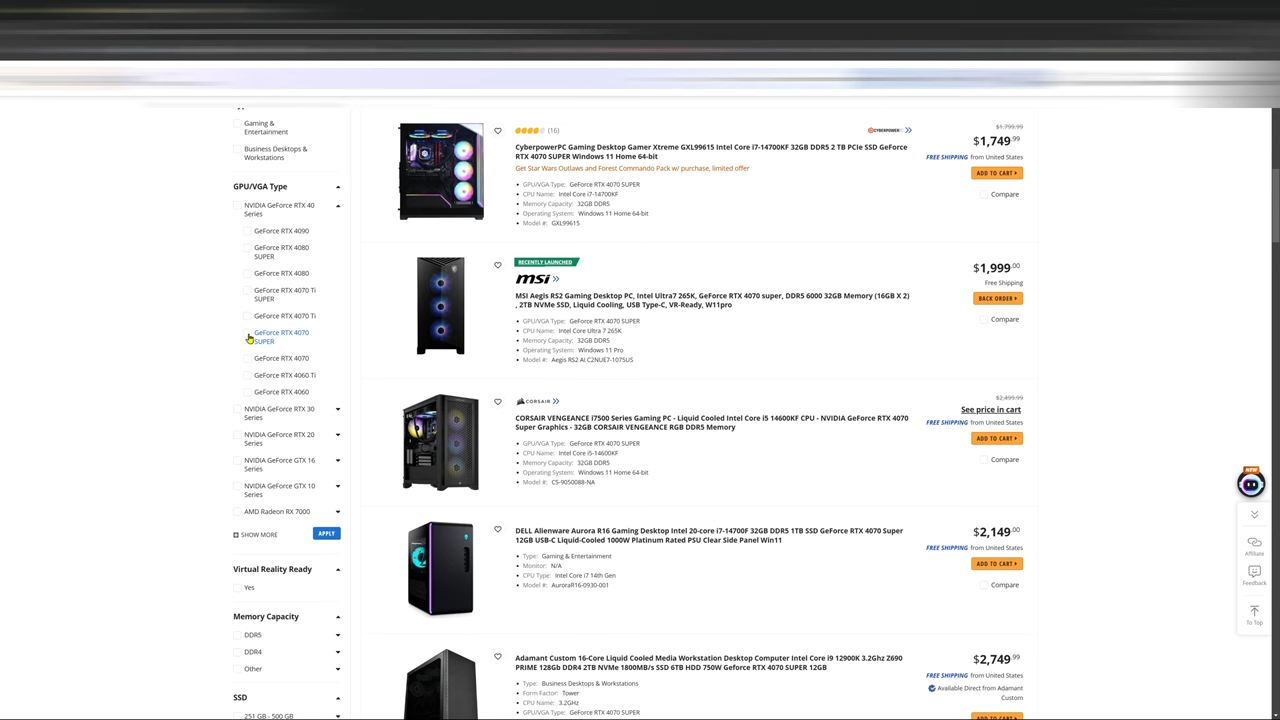 Gaming &
Entertainment
Business Desktops &
Workstations
GPU/VGA Type
NVIDIA GeForce RTX 40
Series
GeForce RTX 4090
GeForce RTX 4080
SUPER
GeForce RTX 4080
GeForce RTX 4070 Ti
SUPER
GeForce RTX 4070 Ti
GeForce RTX 4070
SUPER
GeForce RTX 4070
GeForce RTX 4060 Ti
GeForce RTX 4060
NVIDIA GeForce RTX 30
Series
NVIDIA GeForce RTX 20
Series
NVIDIA GeForce GTX 16
Series
NVIDIA GeForce GTX 10
Series
AMD Radeon RX 7000
SHOW MORE
APPLY
Virtual Reality Ready
Yes
Memory Capacity
DDR5
DDR4
Other
SSD
251 GB - 500 GB
(16)
CYBERPOWERPC
CyberpowerPC Gaming Desktop Gamer Xtreme GXL99615 Intel Core i7-14700KF 32GB DDR5 2 TB PCIe SSD GeForce
RTX 4070 SUPER Windows 11 Home 64-bit
Get Star Wars Outlaws and Forest Commando Pack w/ purchase, limited offer
• GPU/VGA Type: GeForce RTX 4070 SUPER
• CPU Name: Intel Core i7-14700KF
• Memory Capacity: 32GB DDR5
• Operating System: Windows 11 Home 64-bit
• Model #: GXL99615
$1,799.99
$1,749.99
FREE SHIPPING from United States
ADD TO CART
Compare
RECENTLY LAUNCHED
msi
MSI Aegis RS2 Gaming Desktop PC, Intel Ultra7 265K, GeForce RTX 4070 super, DDR5 6000 32GB Memory (16GB X 2)
, 2TB NVMe SSD, Liquid Cooling, USB Type-C, VR-Ready, W11pro
• GPU/VGA Type: GeForce RTX 4070 SUPER
• CPU Name: Intel Core Ultra 7 265K
• Memory Capacity: 32GB DDR5
• Operating System: Windows 11 Pro
• Model #: Aegis RS2 AI C2NUE7-1075US
$1,999.00
Free Shipping
BACK ORDER
Compare
CORSAIR
CORSAIR VENGEANCE i7500 Series Gaming PC - Liquid Cooled Intel Core i5 14600KF CPU - NVIDIA GeForce RTX 4070
Super Graphics - 32GB CORSAIR VENGEANCE RGB DDR5 Memory
• GPU/VGA Type: GeForce RTX 4070 SUPER
• CPU Name: Intel Core i5-14600KF
• Memory Capacity: 32GB DDR5
• Operating System: Windows 11 Home 64-bit
• Model #: CS-9050088-NA
$2,499.99
See price in cart
FREE SHIPPING from United States
ADD TO CART
Compare
DELL Alienware Aurora R16 Gaming Desktop Intel 20-core i7-14700F 32GB DDR5 1TB SSD GeForce RTX 4070 Super
12GB USB-C Liquid-Cooled 1000W Platinum Rated PSU Clear Side Panel Win11
• Type: Gaming & Entertainment
• Monitor: N/A
• CPU Type: Intel Core i7 14th Gen
• Model #: AuroraR16-0930-001
$2,149.00
FREE SHIPPING from United States
ADD TO CART
Compare
Adamant Custom 16-Core Liquid Cooled Media Workstation Desktop Computer Intel Core i9 12900K 3.2Ghz Z690
PRIME 128Gb DDR4 2TB NVMe 1800MB/s SSD 6TB HDD 750W Geforce RTX 4070 SUPER 12GB
• Type: Business Desktops & Workstations
• Form Factor: Tower
• CPU Name: 3.2GHz
• GPU/VGA Type: GeForce RTX 4070 SUPER
$2,749.99
FREE SHIPPING from United States
Available Direct from Adamant
Custom
ADD TO CART
NEW
Affiliate
Feedback
To Top